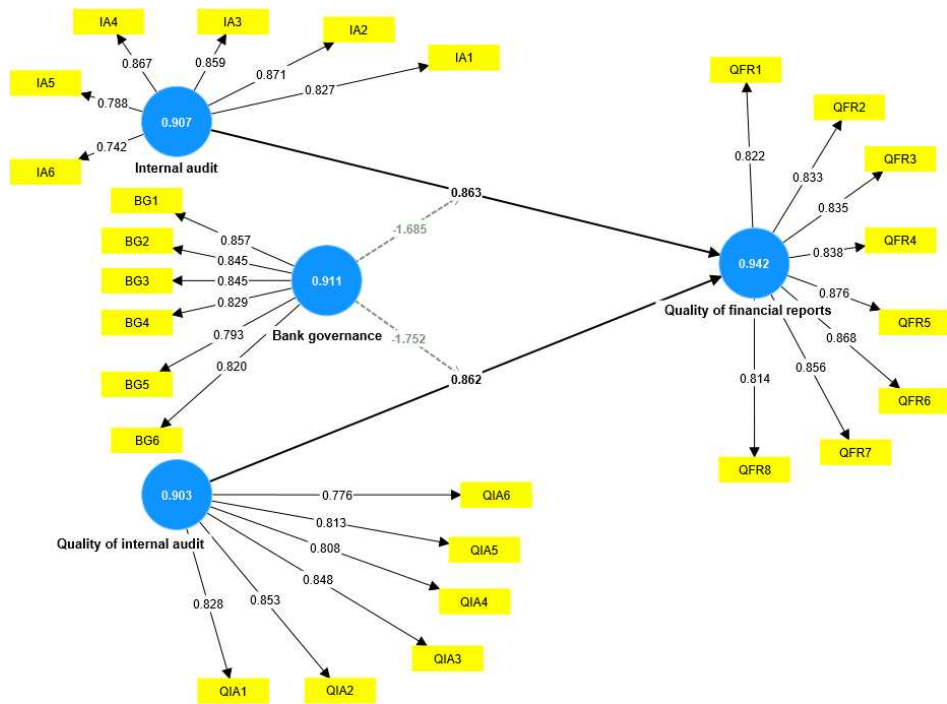 IA4
IA3
IA2
IA1
0.867
0.859
0.871
0.827
IA5
0.788
0.907
IA6
0.742
Internal audit
QFR1
QFR2
0.822
0.833
QFR3
0.835
QFR4
0.838
0.942
Quality of financial reports
0.876
QFR5
0.868
QFR6
0.856
QFR7
0.814
QFR8
0.863
-1.685
BG1
0.857
BG2
0.845
BG3
0.845
0.911
BG4
0.829
Bank governance
0.793
BG5
0.820
BG6
-1.752
0.862
0.903
Quality of internal audit
0.776
QIA6
0.813
QIA5
0.808
QIA4
0.848
QIA3
0.853
QIA2
0.828
QIA1